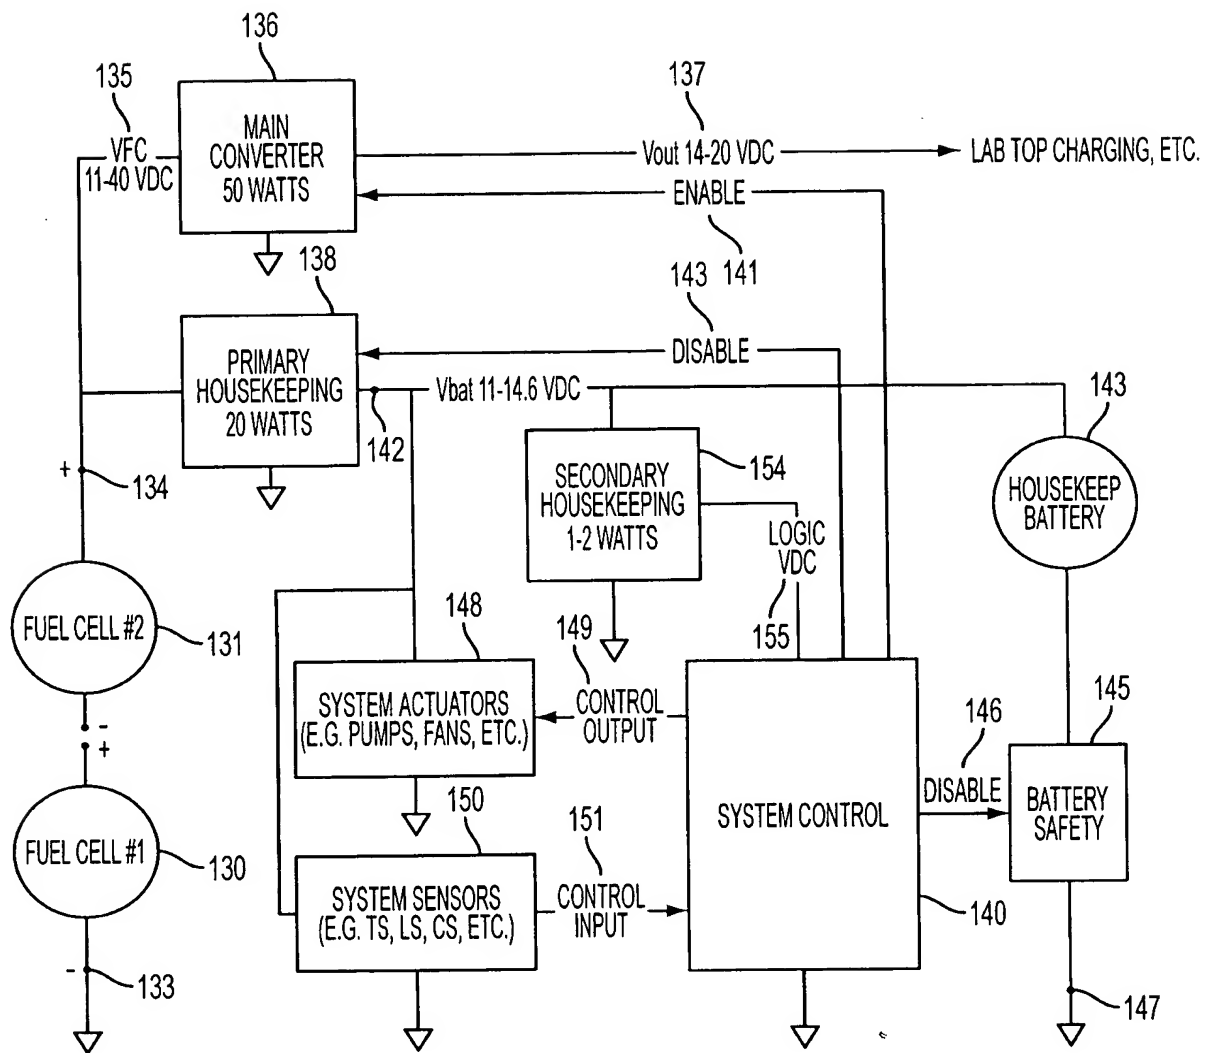 136
135
137
VFC
11-40 VDC
MAIN
CONVERTER
50 WATTS
Vout 14-20 VDC
LAB TOP CHARGING, ETC.
ENABLE
141
138
143
DISABLE
PRIMARY
HOUSEKEEPING
20 WATTS
Vbat 11-14.6 VDC
142
143
+
134
SECONDARY
HOUSEKEEPING
1-2 WATTS
154
HOUSEKEEP
BATTERY
LOGIC
VDC
155
FUEL CELL #2
131
148
149
SYSTEM ACTUATORS
(E.G. PUMPS, FANS, ETC.)
CONTROL
OUTPUT
145
146
-
+
DISABLE
BATTERY
SAFETY
SYSTEM CONTROL
150
151
FUEL CELL #1
130
SYSTEM SENSORS
(E.G. TS, LS, CS, ETC.)
CONTROL
INPUT
140
-
133
147